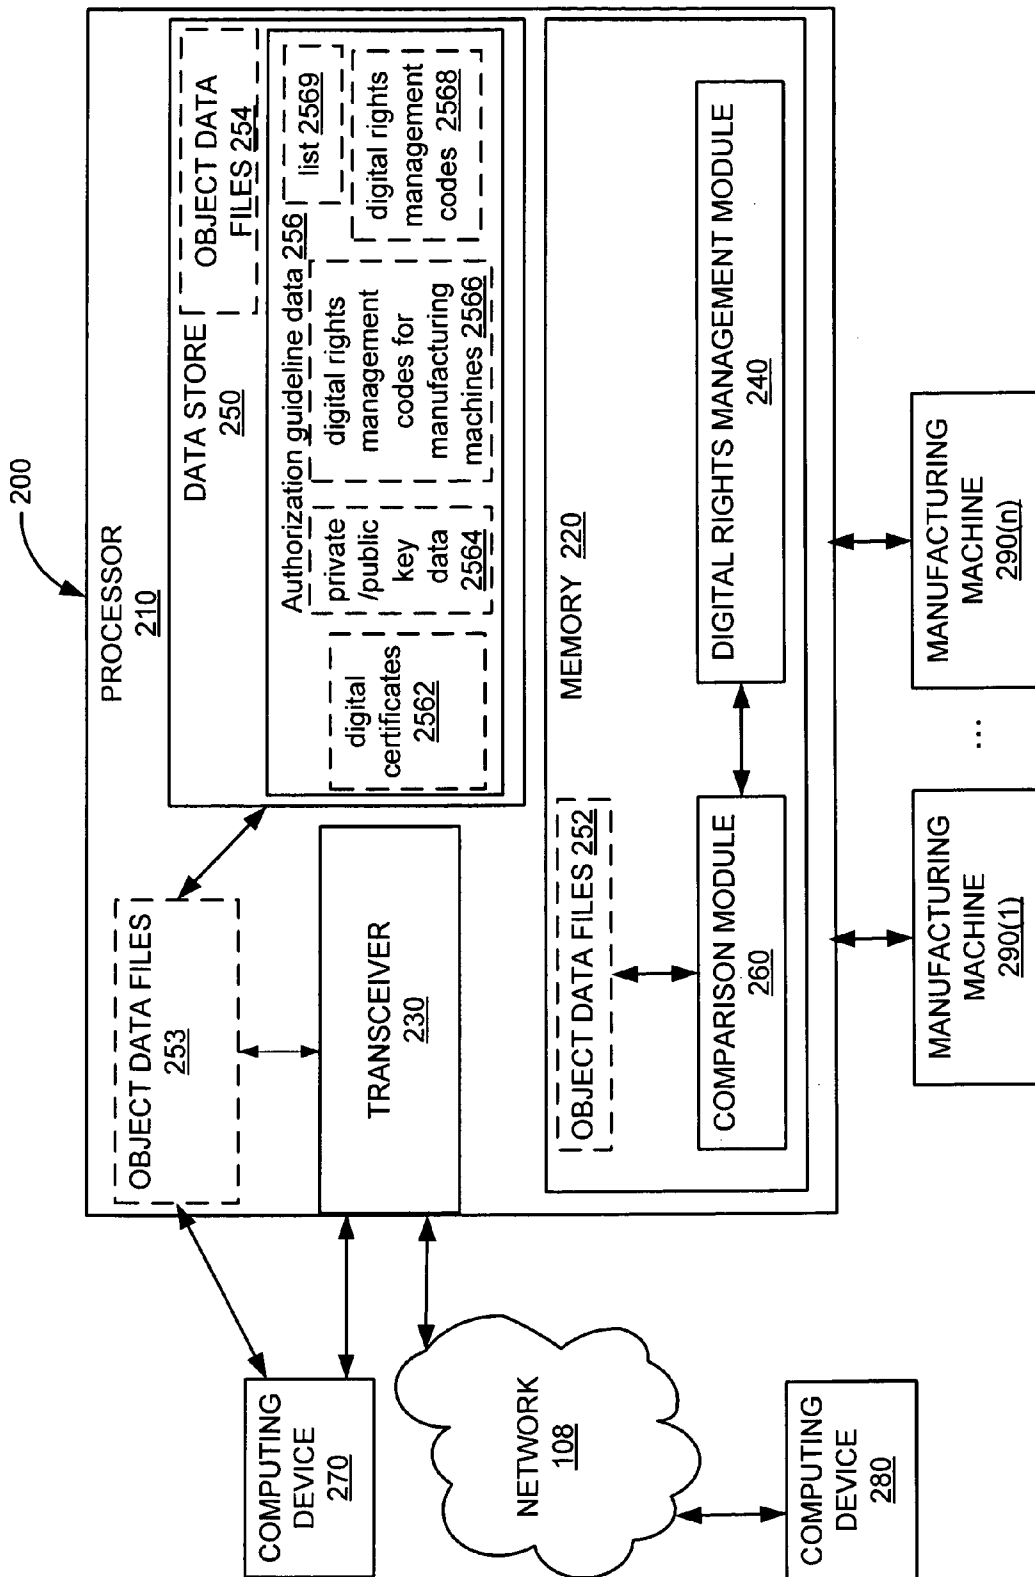 200
PROCESSOR
210
DATA STORE
250
OBJECT DATA
FILES 254
Authorization guideline data 256
digital
certificates
2562
private
/public
key
data
2564
digital rights
management
codes for
manufacturing
machines 2566
list 2569
digital rights
management
codes 2568
OBJECT DATA FILES
253
TRANSCEIVER
230
MEMORY 220
OBJECT DATA FILES 252
COMPARISON MODULE
260
DIGITAL RIGHTS MANAGEMENT MODULE
240
COMPUTING
DEVICE
270
NETWORK
108
COMPUTING
DEVICE
280
MANUFACTURING
MACHINE
290(1)
...
MANUFACTURING
MACHINE
290(n)